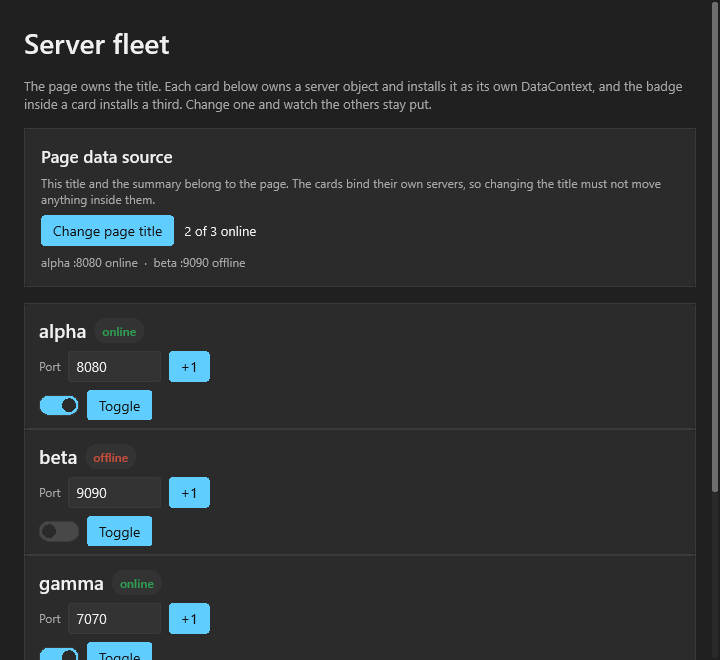 Server fleet
The page owns the title. Each card below owns a server object and installs it as its own DataContext, and the badge
inside a card installs a third. Change one and watch the others stay put.
Page data source
This title and the summary belong to the page. The cards bind their own servers, so changing the title must not move
anything inside them.
Change page title 2 of 3 online
alpha :8080 online · beta :9090 offline
alpha online
Port 8080 +1
Toggle
beta offline
Port 9090 +1
Toggle
gamma online
Port 7070 +1
Toggle